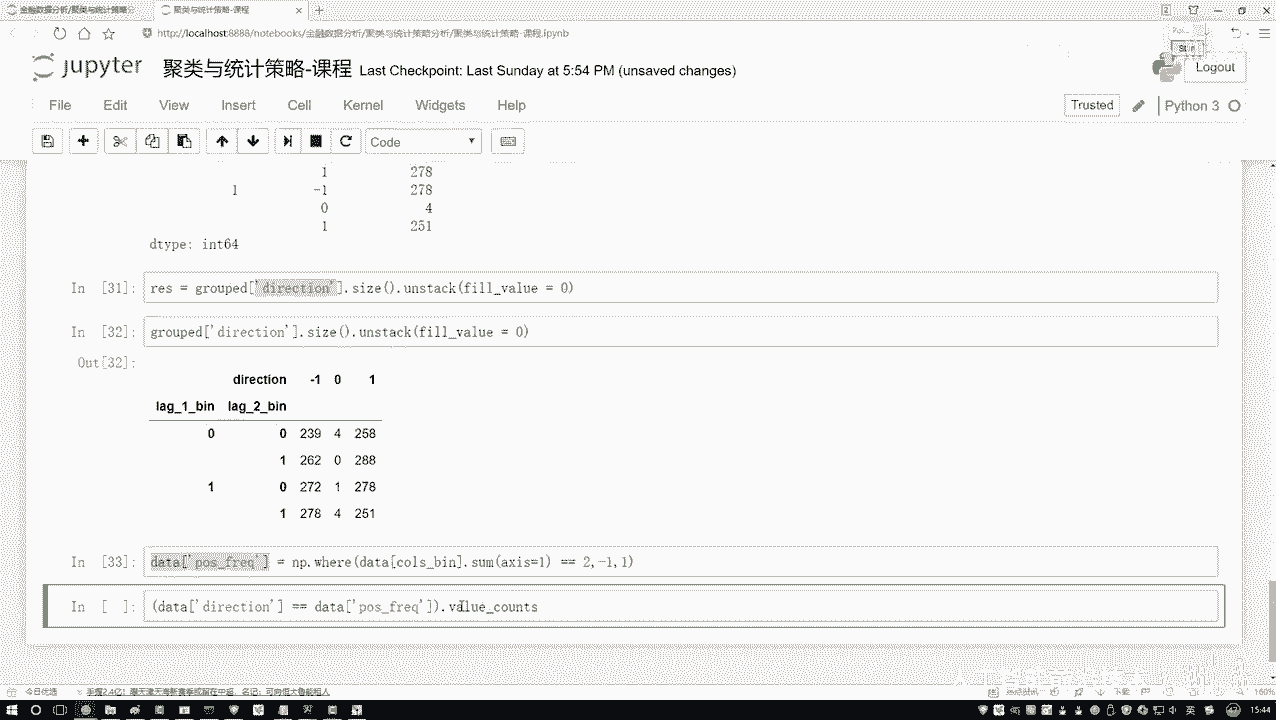 金融数据分析/聚类与统计策略分
聚类与统计策略-课程
http://localhost:8888/notebooks/金融数据分析/聚类与统计策略分析/聚类与统计策略-课程.ipynb
jupyter 聚类与统计策略-课程 Last Checkpoint: Last Sunday at 5:54 PM (unsaved changes)
Logout
File Edit View Insert Cell Kernel Widgets Help
Trusted Python 3
Code
1 278
1 -1 278
0 4
1 251
dtype: int64
In [31]: res = grouped['direction'].size().unstack(fill_value = 0)
In [32]: grouped['direction'].size().unstack(fill_value = 0)
Out[32]:
direction -1 0 1
lag_1_bin lag_2_bin
0 0 239 4 258
1 262 0 288
1 0 272 1 278
1 278 4 251
In [33]: data['pos_freq'] = np.where(data[cols_bin].sum(axis=1) == 2,-1,1)
In [ ]: (data['direction'] == data['pos_freq']).value_counts
今日优选
160%
英
15:44